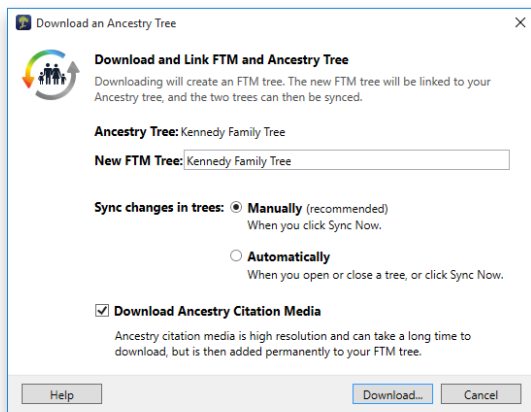 Download an Ancestry Tree
Download and Link FTM and Ancestry Tree
Downloading will create an FTM tree. The new FTM tree will be linked to your
Ancestry tree, and the two trees can then be synced.
Ancestry Tree: Kennedy Family Tree
New FTM Tree: Kennedy Family Tree
Sync changes in trees: Manually (recommended)
When you click Sync Now.
Automatically
When you open or close a tree, or click Sync Now.
Download Ancestry Citation Media
Ancestry citation media is high resolution and can take a long time to
download, but is then added permanently to your FTM tree.
Help Download... Cancel